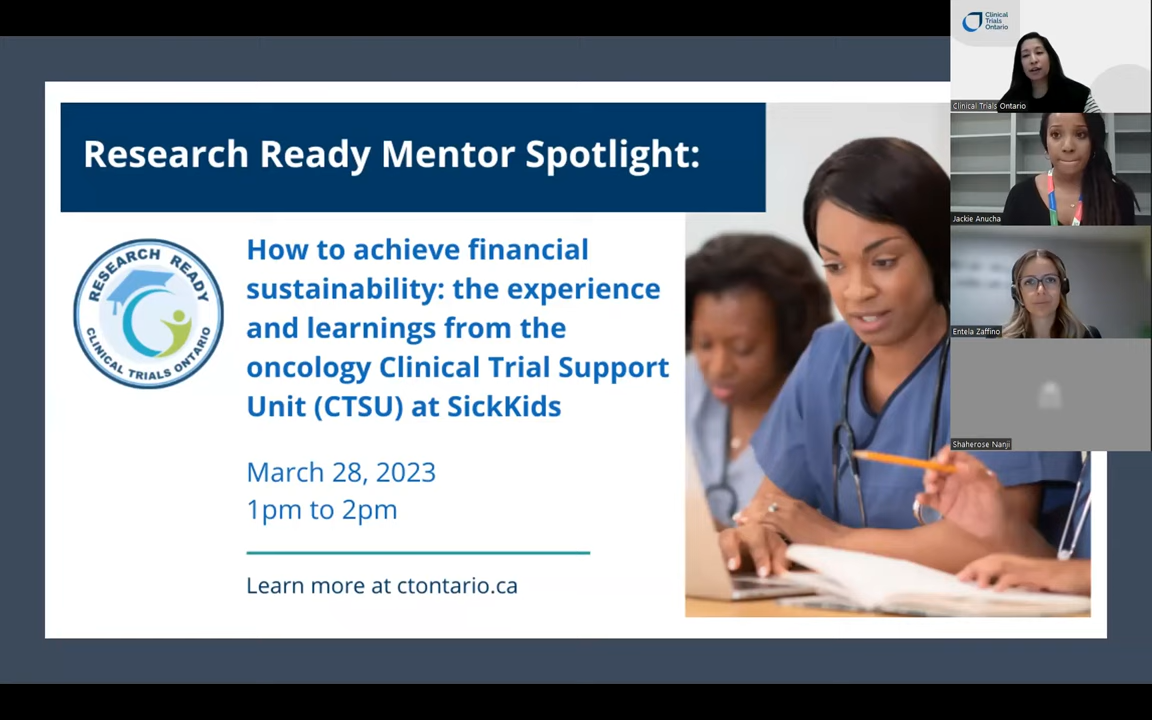 Clinical
Trials
Ontario
Clinical Trials Ontario
Research Ready Mentor Spotlight:
Jackie Anucha
RESEARCH READY
CLINICAL TRIALS ONTARIO
How to achieve financial
sustainability: the experience
and learnings from the
oncology Clinical Trial Support
Unit (CTSU) at SickKids
Entela Zaffino
Shaherose Nanji
March 28, 2023
1pm to 2pm
Learn more at ctontario.ca